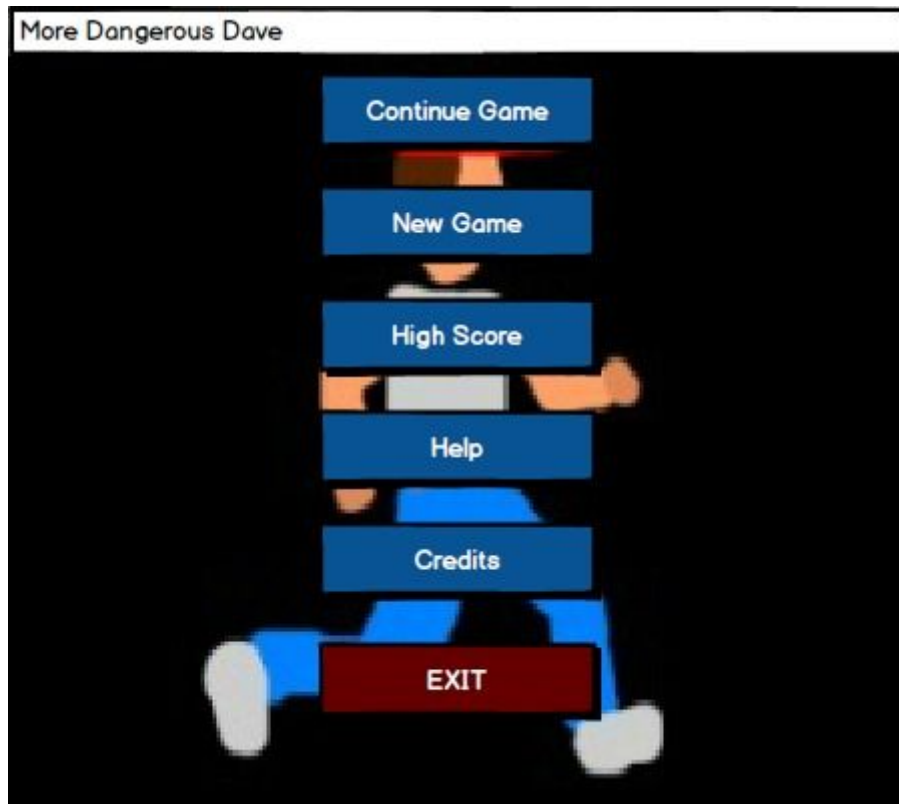 More Dangerous Dave
Continue Game
New Game
High Score
Help
Credits
EXIT